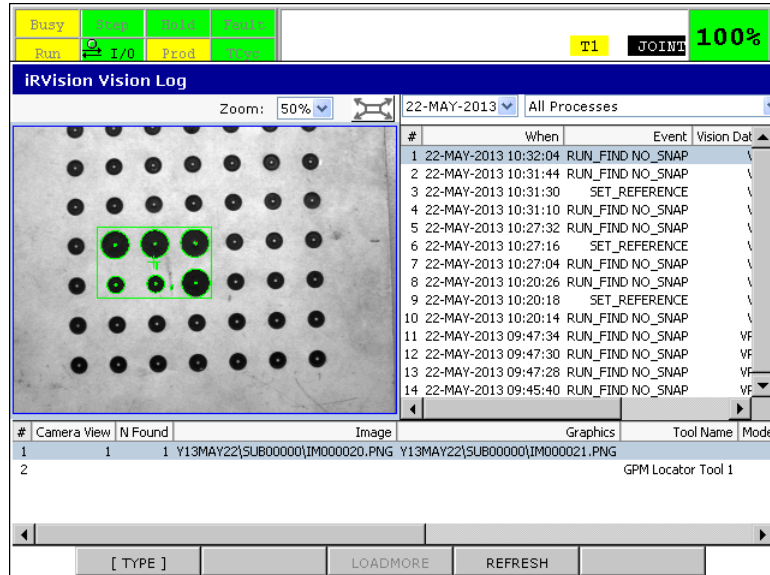 Busy Step Hold Fault
Run I/O Prod TCyc
T1 JOINT 100%
iRVision Vision Log
Zoom: 50% 22-MAY-2013 All Processes
# When Event Vision Dat
1 22-MAY-2013 10:32:04 RUN_FIND NO_SNAP V
2 22-MAY-2013 10:31:44 RUN_FIND NO_SNAP V
3 22-MAY-2013 10:31:30 SET_REFERENCE V
4 22-MAY-2013 10:31:10 RUN_FIND NO_SNAP V
5 22-MAY-2013 10:27:32 RUN_FIND NO_SNAP V
6 22-MAY-2013 10:27:16 SET_REFERENCE V
7 22-MAY-2013 10:27:04 RUN_FIND NO_SNAP V
8 22-MAY-2013 10:20:26 RUN_FIND NO_SNAP V
9 22-MAY-2013 10:20:18 SET_REFERENCE V
10 22-MAY-2013 10:20:14 RUN_FIND NO_SNAP V
11 22-MAY-2013 09:47:34 RUN_FIND NO_SNAP VF
12 22-MAY-2013 09:47:30 RUN_FIND NO_SNAP VF
13 22-MAY-2013 09:47:28 RUN_FIND NO_SNAP VF
14 22-MAY-2013 09:45:40 RUN_FIND NO_SNAP VF
# Camera View N Found Image Graphics Tool Name Mode
1 1 1 Y13MAY22\SUB00000\IM000020.PNG Y13MAY22\SUB00000\IM000021.PNG
2 GPM Locator Tool 1
[ TYPE ] LOADMORE REFRESH